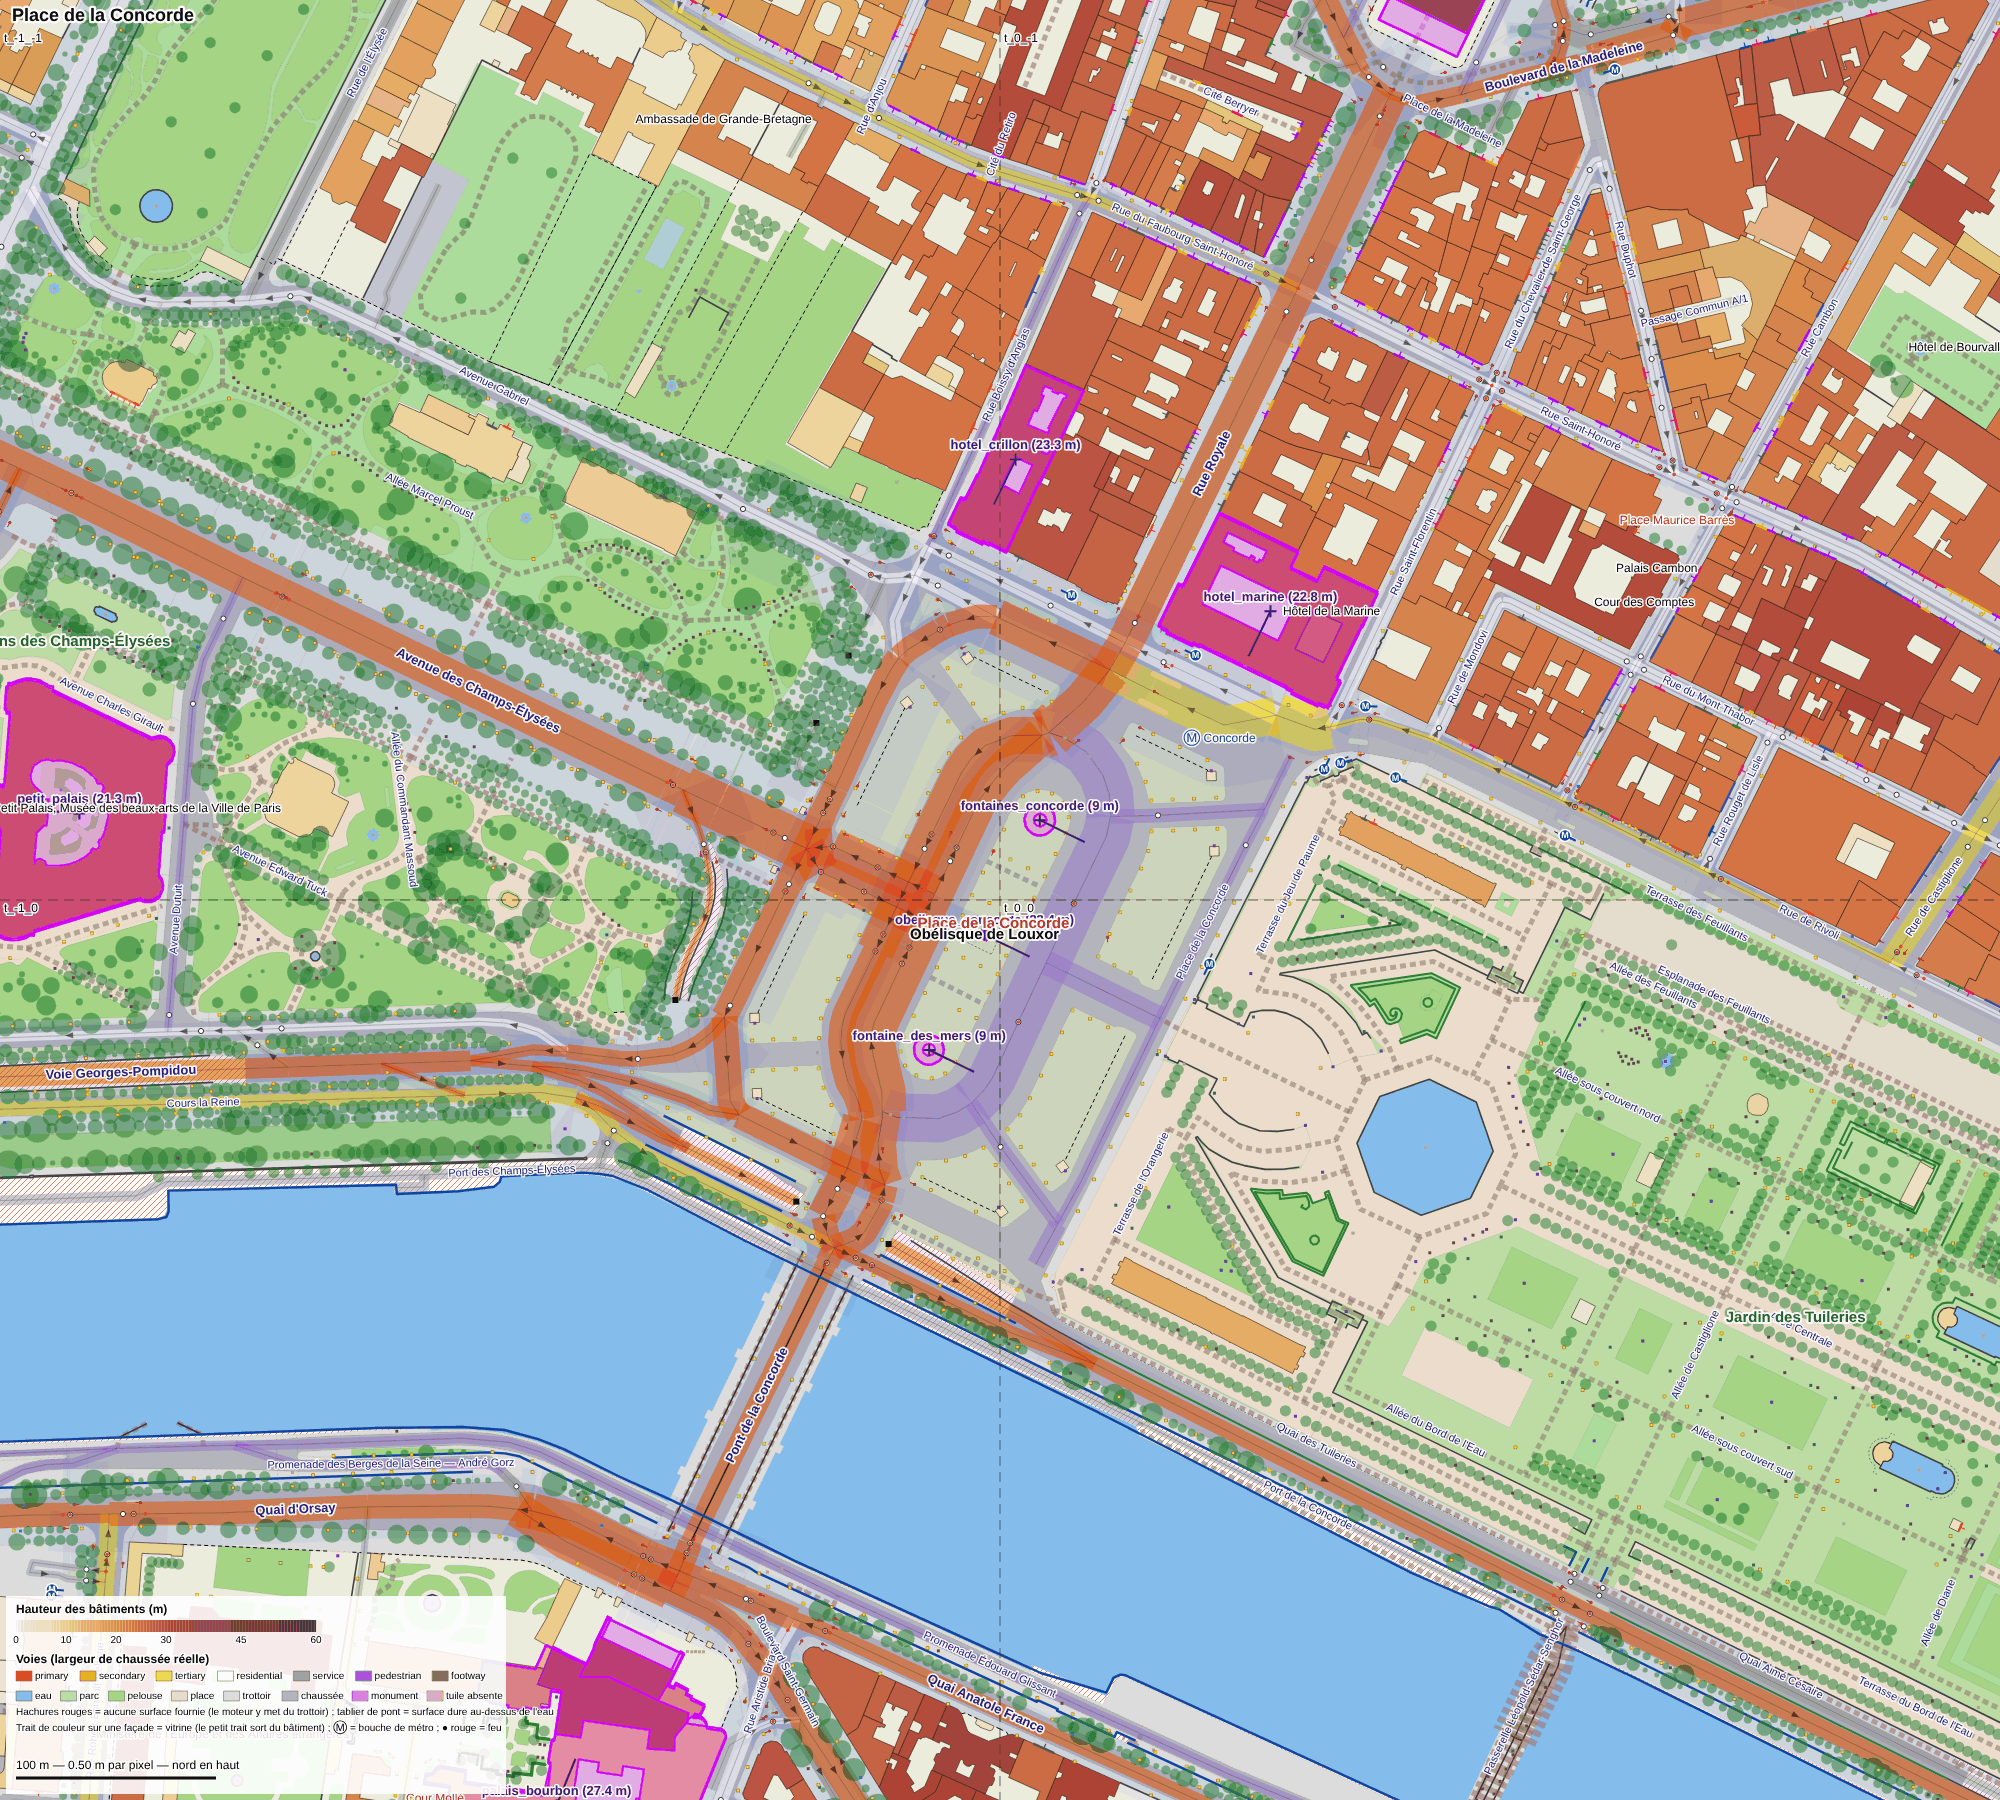 Place de la Concorde
t_-1_-1
t_0_-1
Rue de l'Élysée
Rue d'Anjou
Cité du Retiro
Cité Berryer
Boulevard de la Madeleine
Place de la Madeleine
Ambassade de Grande-Bretagne
Rue du Faubourg Saint-Honoré
Rue du Chevalier de Saint-George
Rue Duphot
Passage Commun A/1
Rue Cambon
Hôtel de Bourvall
Avenue Gabriel
Rue Boissy d'Anglas
hotel_crillon (23.3 m)
Rue Royale
Rue Saint-Honoré
Allée Marcel Proust
Rue Saint-Florentin
Place Maurice Barrès
Palais Cambon
Cour des Comptes
hotel_marine (22.8 m)
Hôtel de la Marine
ns des Champs-Élysées
Avenue des Champs-Élysées
Avenue Charles Girault
Rue de Mondovi
Rue du Mont Thabor
Concorde
Allée du Commandant Massoud
Rue Rouget de Lisle
petit_palais (21.3 m)
etit Palais, Musée des beaux-arts de la Ville de Paris
fontaines_concorde (9 m)
Avenue Edward Tuck
Avenue Dutuit
Terrasse du Jeu de Paume
Place de la Concorde
Terrasse des Feuillants
Rue de Rivoli
Rue de Castiglione
t_-1_0
t_0_0
Place de la Concorde
Obélisque de Louxor
Allée des Feuillants
Esplanade des Feuillants
fontaine_des_mers (9 m)
Voie Georges-Pompidou
Cours la Reine
Allée sous couvert nord
Port des Champs-Élysées
Terrasse de l'Orangerie
Jardin des Tuileries
Centrale
Allée de Castiglione
Pont de la Concorde
Quai des Tuileries
Allée du Bord de l'Eau
Allée sous couvert sud
Promenade des Berges de la Seine — André Gorz
Port de la Concorde
Quai d'Orsay
Allée de Diane
Boulevard Saint-Germain
Promenade Édouard Glissant
Quai Anatole France
Quai Aimé Césaire
Terrasse du Bord de l'Eau
Passerelle Léopold-Sédar-Senghor
Hauteur des bâtiments (m)
0 10 20 30 45 60
Voies (largeur de chaussée réelle)
primary secondary tertiary residential service pedestrian footway
eau parc pelouse place trottoir chaussée monument tuile absente
Hachures rouges = aucune surface fournie (le moteur y met du trottoir) ; tablier de pont = surface dure au-dessus de l'eau
Trait de couleur sur une façade = vitrine (le petit trait sort du bâtiment) ; Ⓜ = bouche de métro ; ● rouge = feu
100 m — 0.50 m par pixel — nord en haut
Cour Molle
palais_bourbon (27.4 m)